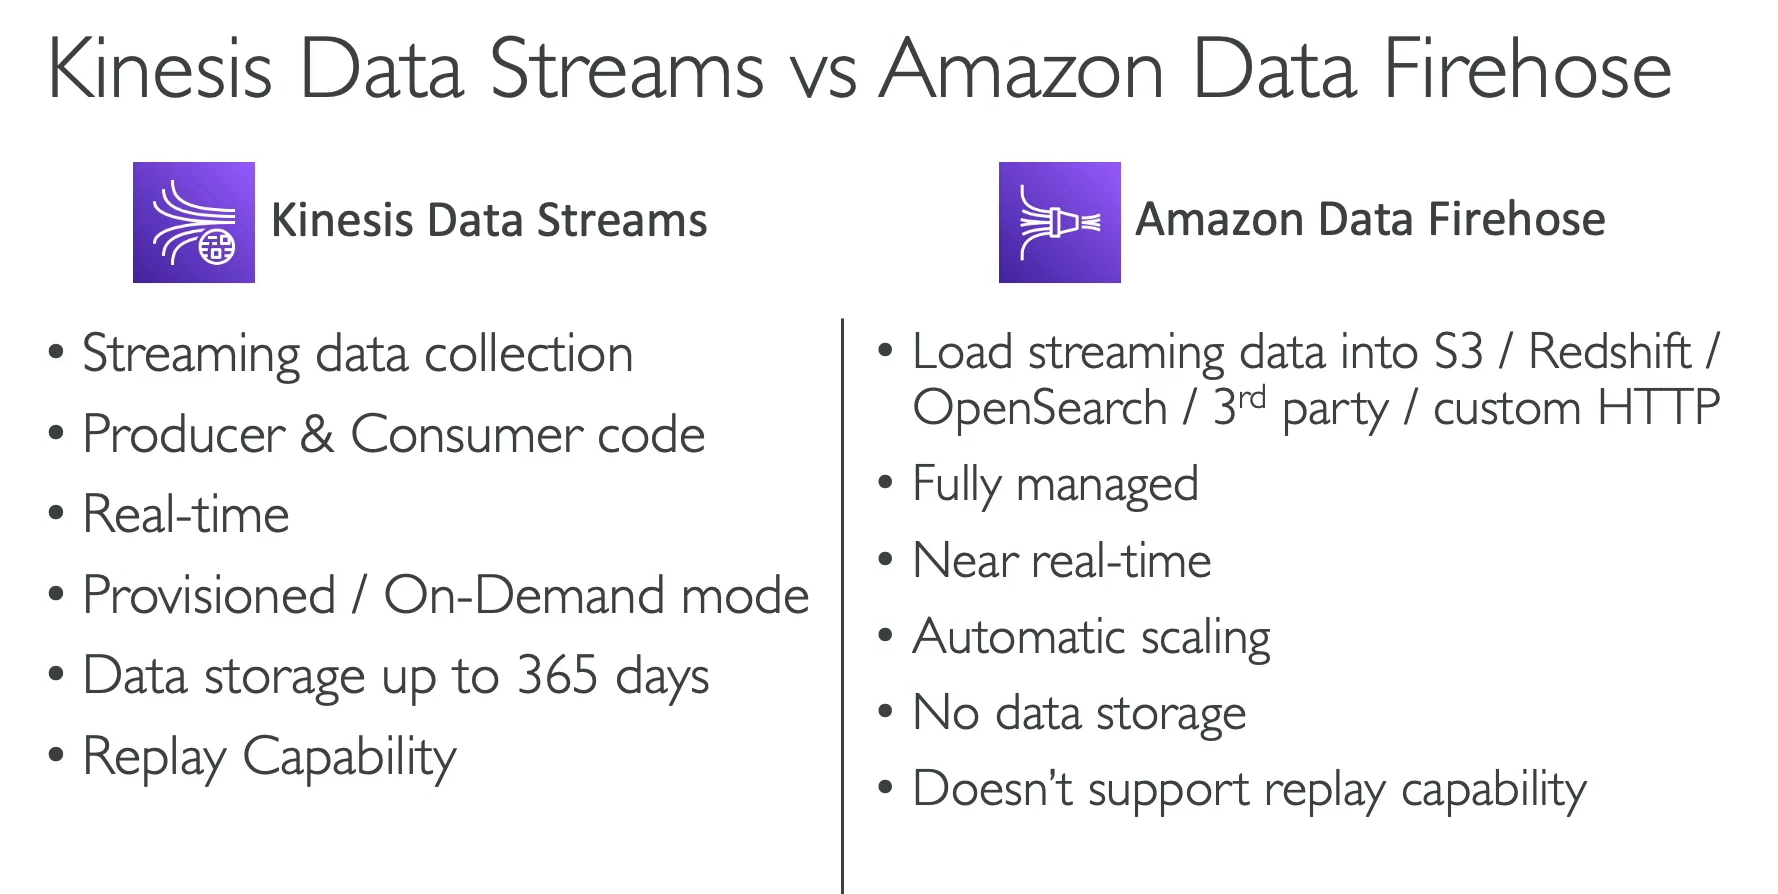 Kinesis Data Streams vs Amazon Data Firehose
Kinesis Data Streams
• Streaming data collection
• Producer & Consumer code
• Real-time
• Provisioned / On-Demand mode
• Data storage up to 365 days
• Replay Capability
Amazon Data Firehose
• Load streaming data into S3 / Redshift /
OpenSearch / 3rd party / custom HTTP
• Fully managed
• Near real-time
• Automatic scaling
• No data storage
• Doesn’t support replay capability